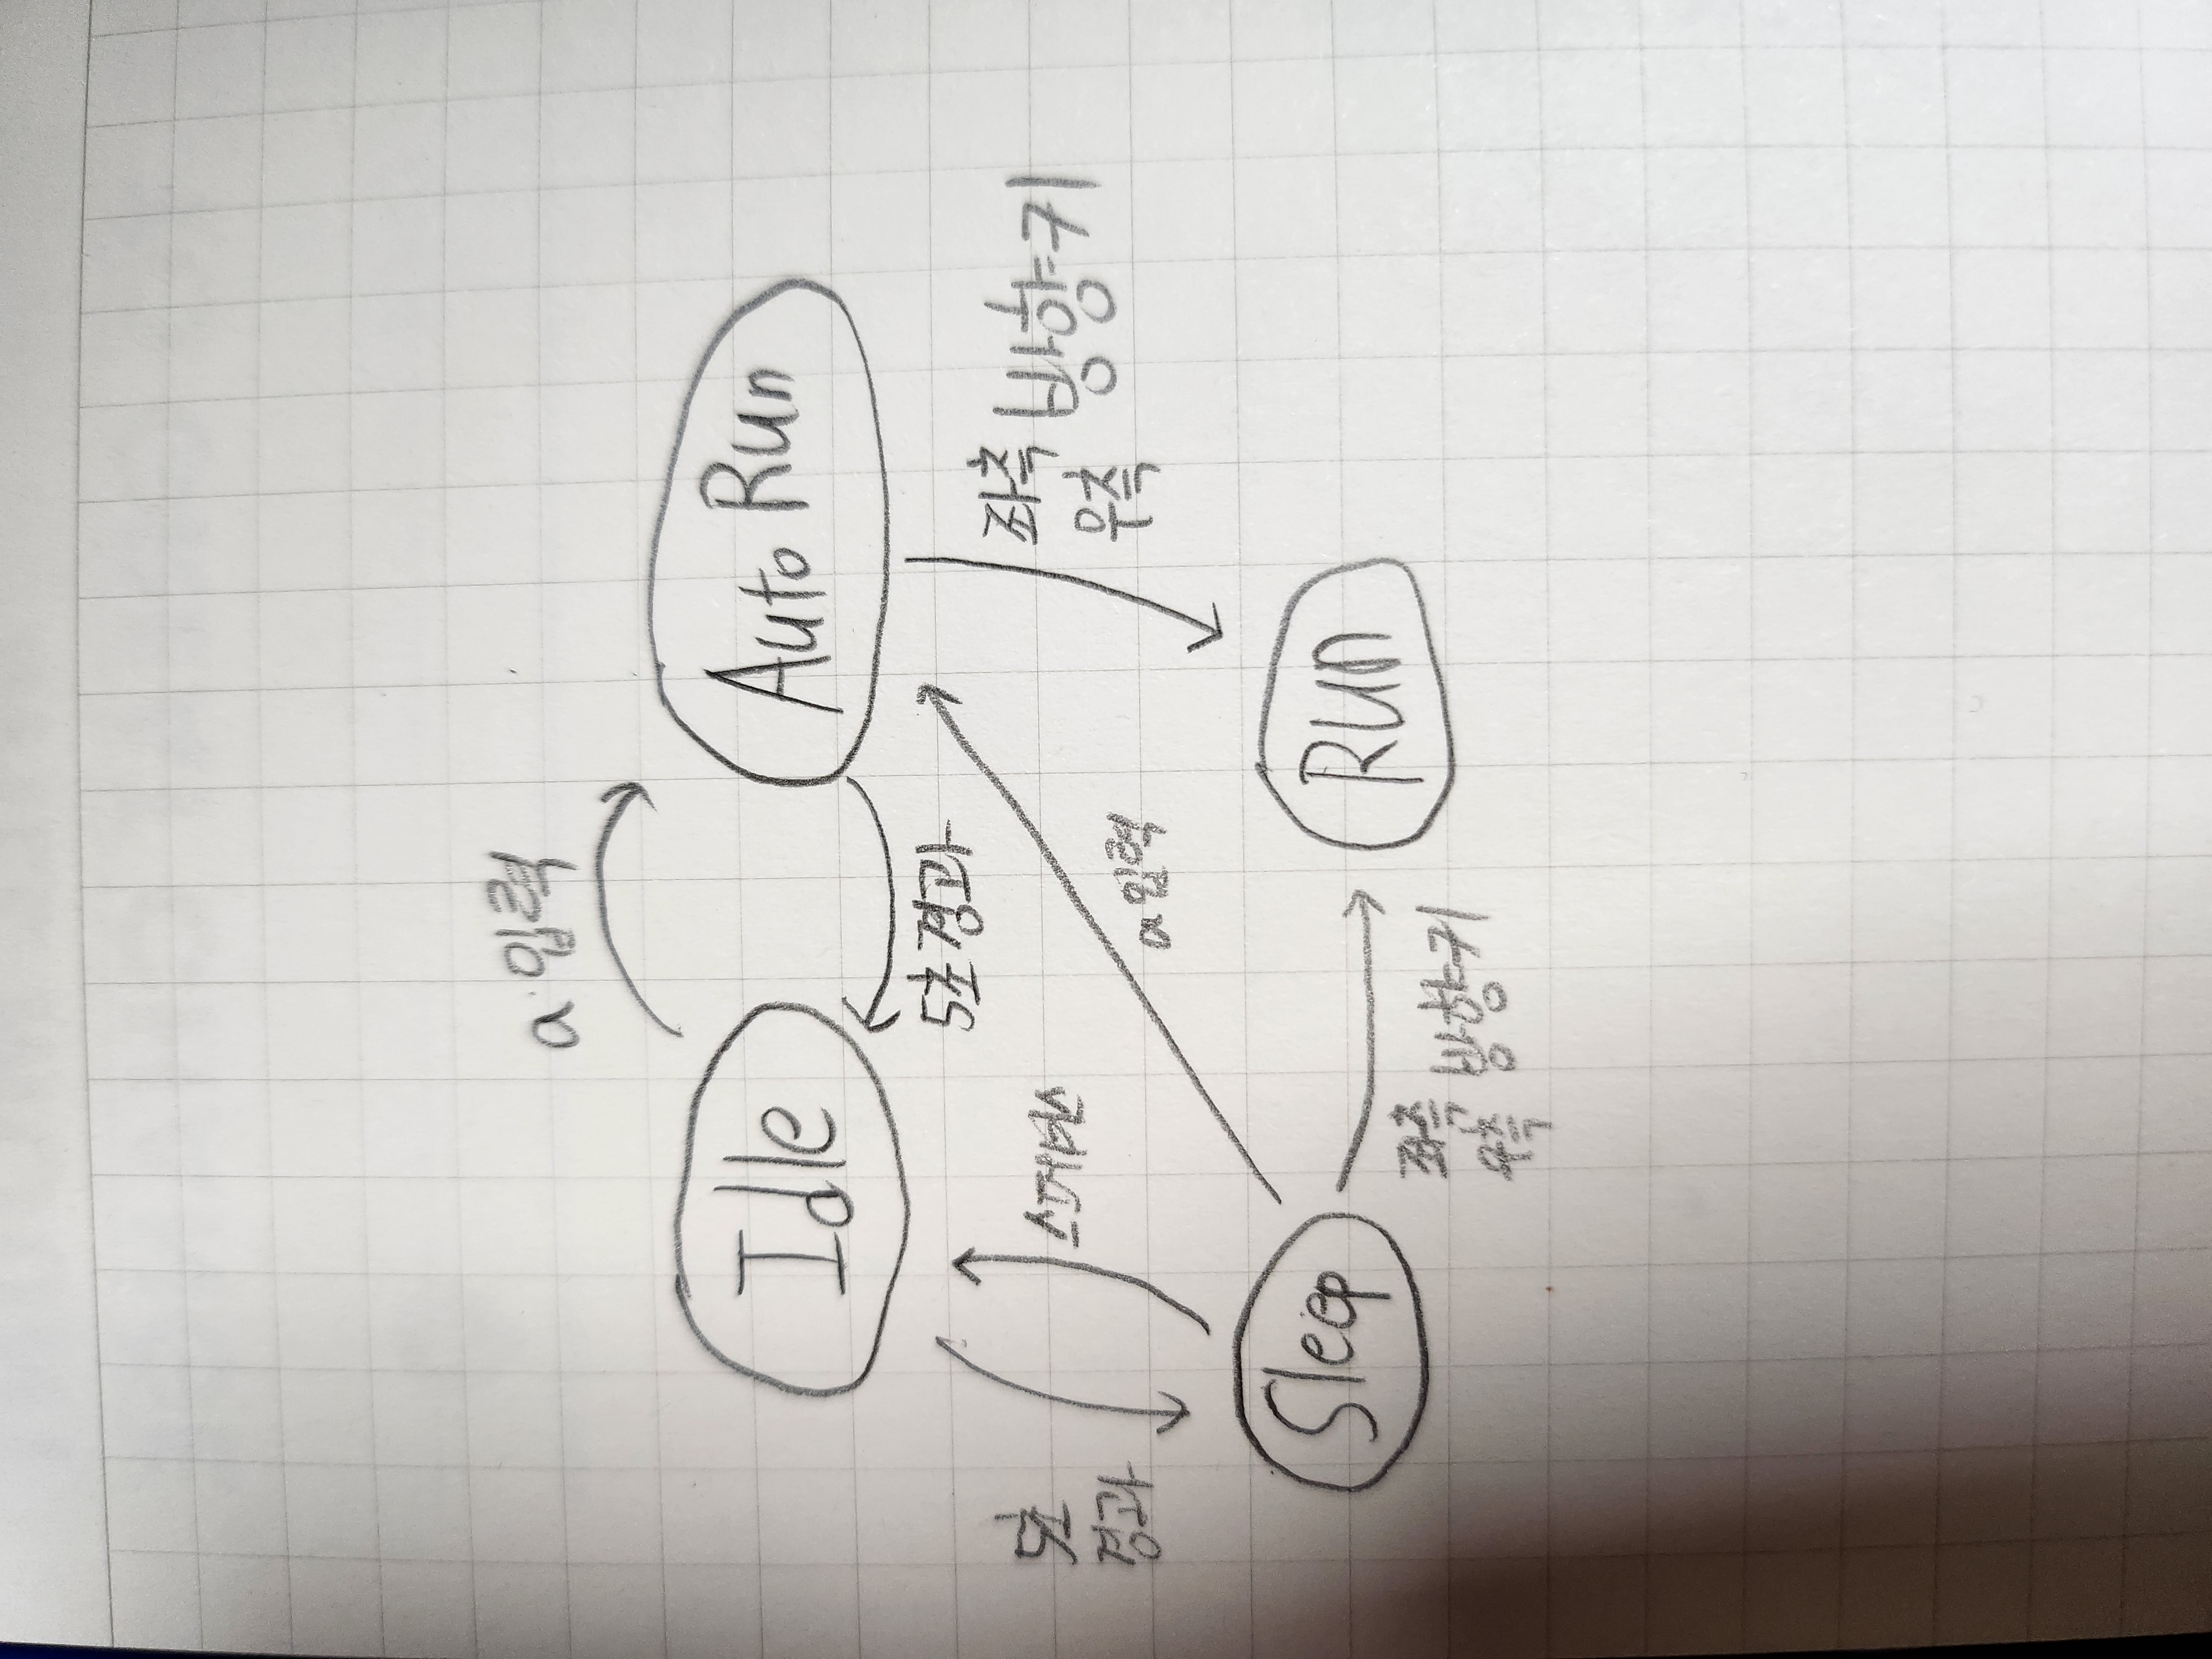 a 입력
Idle
Auto Run
5초 경과
5초
경과
스페이스
a 입력
좌측
우측
방향키
Sleep
Run
좌측
우측
방향키